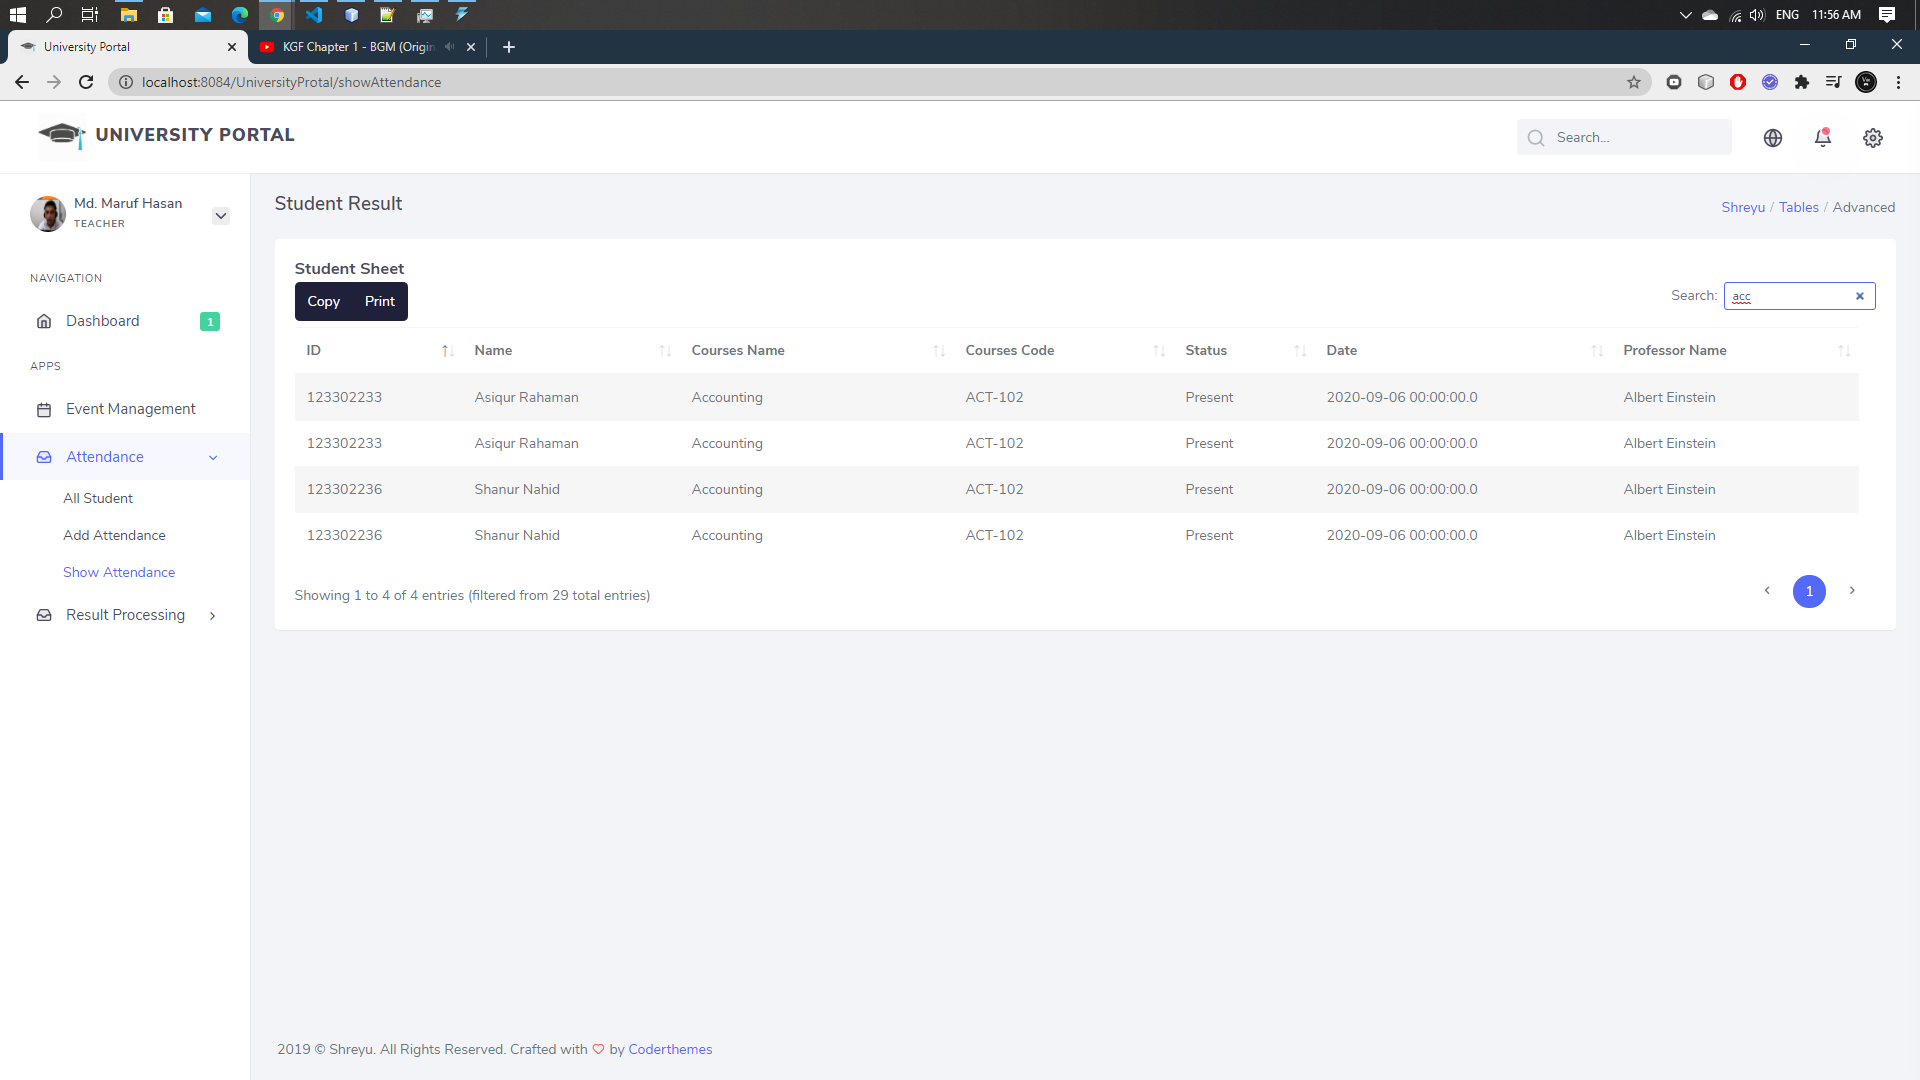 ENG 11:56 AM
University Portal
KGF Chapter 1 - BGM (Origin
localhost:8084/UniversityProtal/showAttendance
UNIVERSITY PORTAL
Search...
Md. Maruf Hasan
TEACHER
NAVIGATION
Dashboard 1
APPS
Event Management
Attendance
All Student
Add Attendance
Show Attendance
Result Processing
Student Result
Shreyu / Tables / Advanced
Student Sheet
Copy Print
Search: acc
ID Name Courses Name Courses Code Status Date Professor Name
123302233 Asiqur Rahaman Accounting ACT-102 Present 2020-09-06 00:00:00.0 Albert Einstein
123302233 Asiqur Rahaman Accounting ACT-102 Present 2020-09-06 00:00:00.0 Albert Einstein
123302236 Shanur Nahid Accounting ACT-102 Present 2020-09-06 00:00:00.0 Albert Einstein
123302236 Shanur Nahid Accounting ACT-102 Present 2020-09-06 00:00:00.0 Albert Einstein
Showing 1 to 4 of 4 entries (filtered from 29 total entries)
1
2019 © Shreyu. All Rights Reserved. Crafted with by Coderthemes